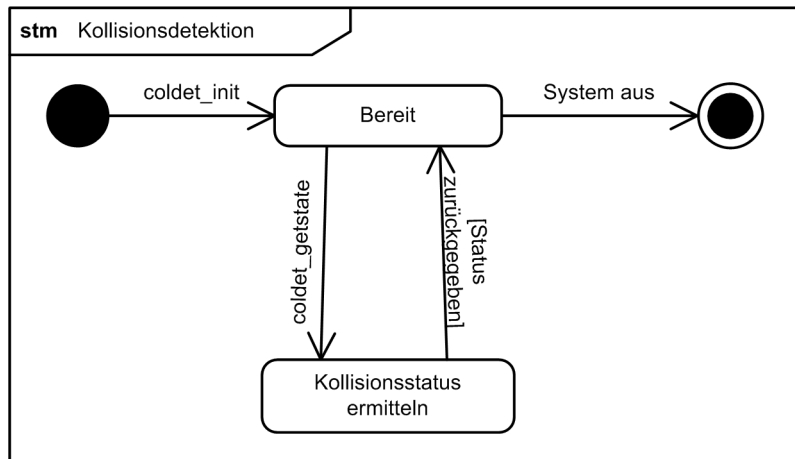 stm Kollisionsdetektion
coldet_init
Bereit
System aus
coldet_getstate
[Status
zurückgegeben]
Kollisionsstatus
ermitteln